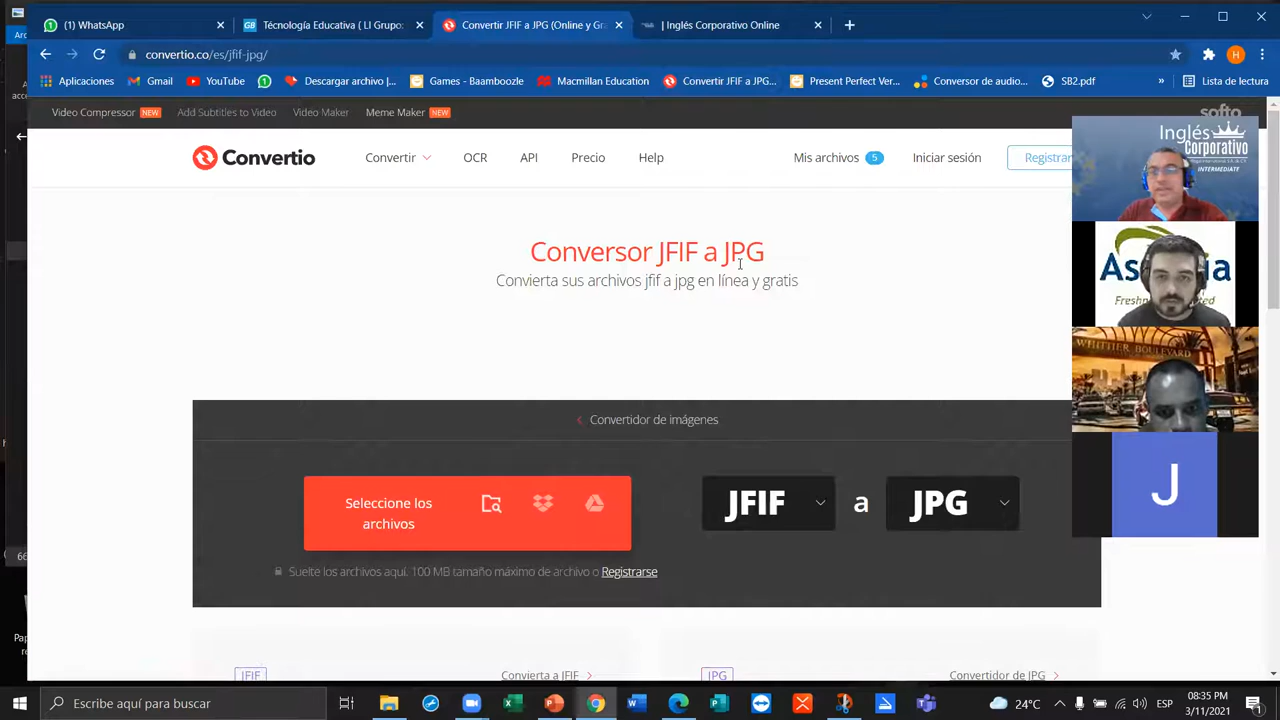 WhatsApp
Técnología Educativa ( LI Grupo:
Convertir JFIF a JPG (Online y Gra
| Inglés Corporativo Online
convertio.co/es/jfif-jpg/
H
Aplicaciones
Gmail
YouTube
Descargar archivo J...
Games - Baamboozle
Macmillan Education
Convertir JFIF a JPG...
Present Perfect Ver...
Conversor de audio...
SB2.pdf
»
Lista de lectura
Video Compressor NEW
Add Subtitles to Video
Video Maker
Meme Maker NEW
softo
Convertio
Convertir
OCR
API
Precio
Help
Mis archivos 5
Iniciar sesión
Registrar
Inglés
Corporativo
INTERMEDIATE
Conversor JFIF a JPG
Convierta sus archivos jfif a jpg en línea y gratis
WHITTIER BOULEVARD
J
Convertidor de imágenes
Seleccione los
archivos
JFIF a JPG
Suelte los archivos aquí. 100 MB tamaño máximo de archivo o Registrarse
JFIF
Convierta a JFIF
JPG
Convertidor de JPG
Escribe aquí para buscar
24°C
ESP
08:35 PM
3/11/2021